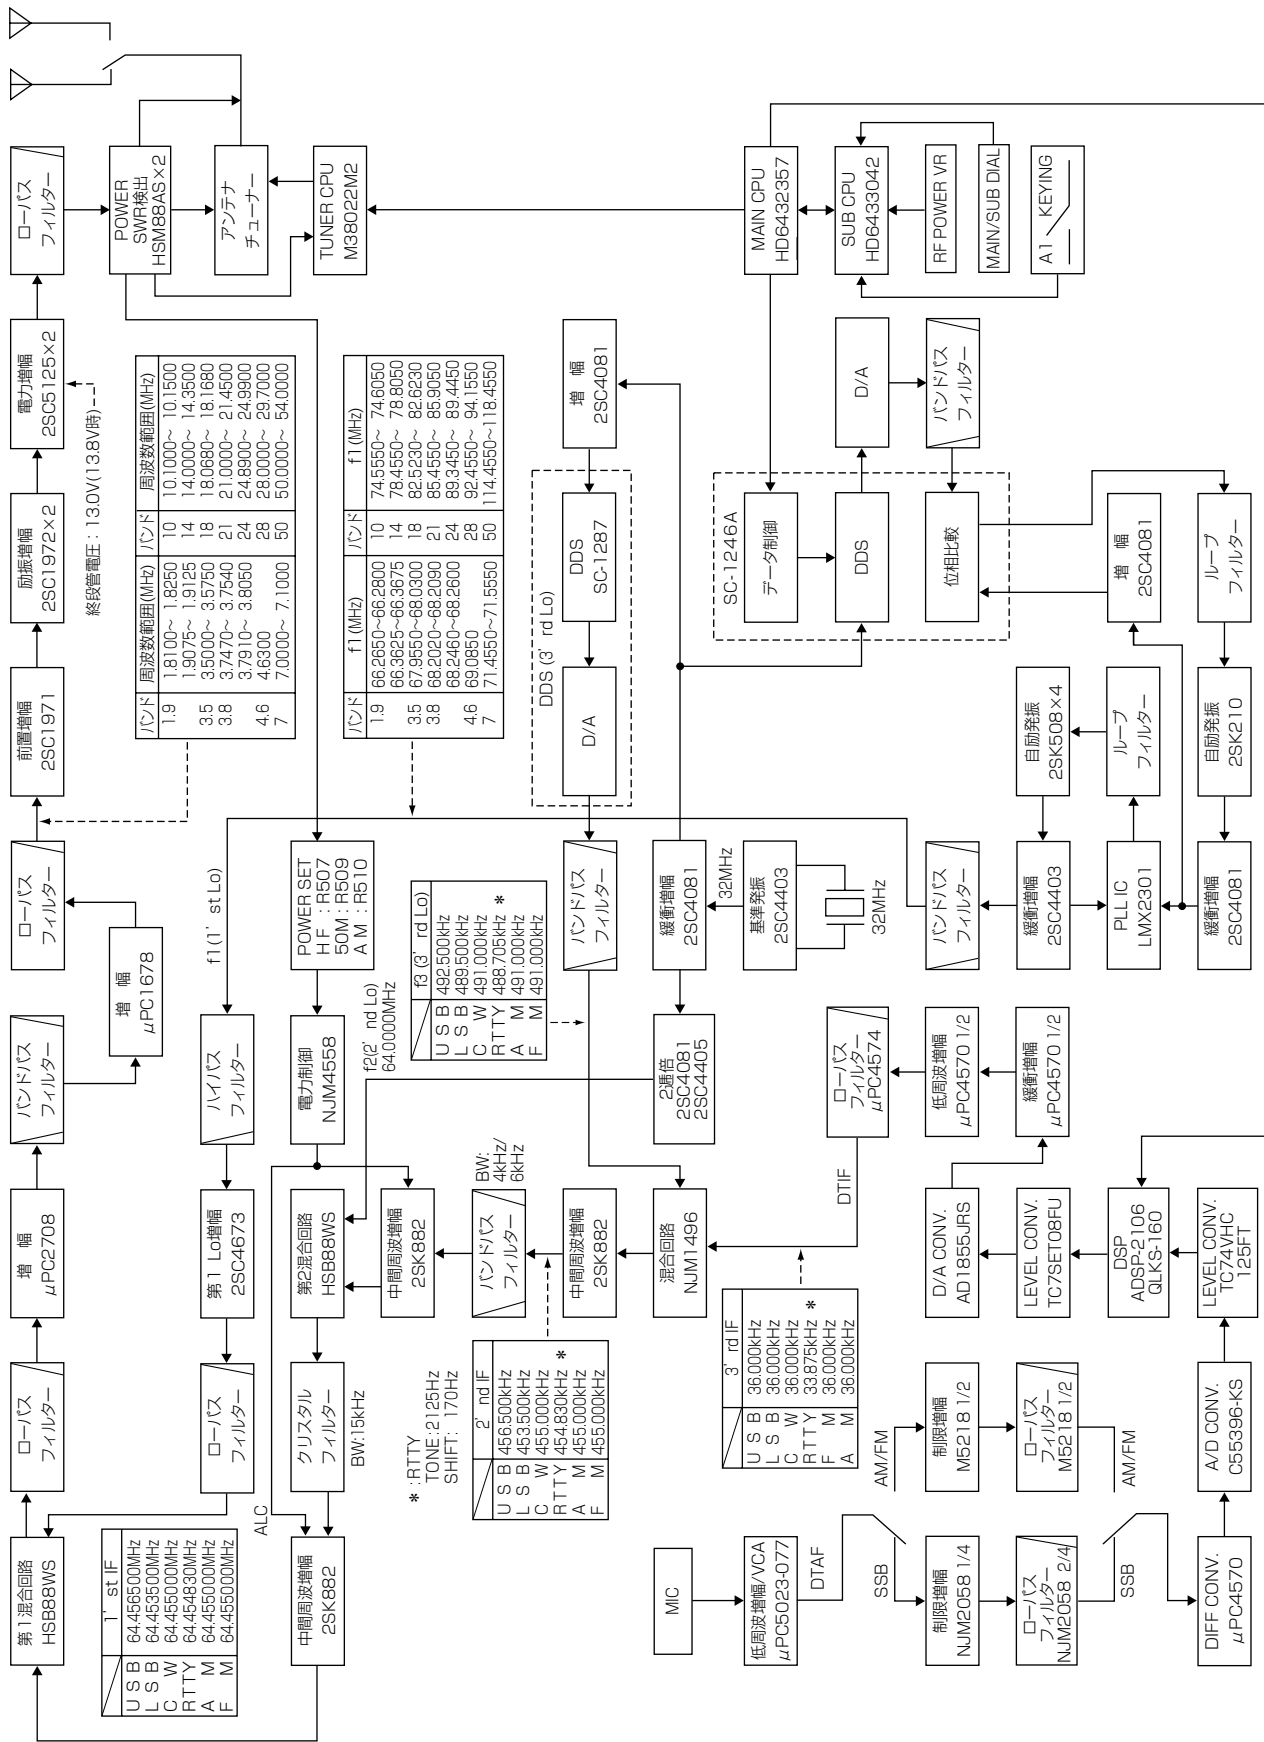 第1混合回路
HSB88WS
ローパス
フィルター
増　幅
μPC2708
バンドパス
フィルター
増　幅
μPC1678
ローパス
フィルター
前置増幅
2SC1971
励振増幅
2SC1972×2
電力増幅
2SC5125×2
終段管電圧：13.0V(13.8V時)
ローパス
フィルター
POWER
SWR検出
HSM88AS×2
アンテナ
チューナー
TUNER CPU
M38022M2
1' st IF
U S B 64.456500MHz
L S B 64.453500MHz
C W 64.455000MHz
RTTY 64.454830MHz
A M 64.455000MHz
F M 64.455000MHz
ローパス
フィルター
第1 Lo増幅
2SC4673
ハイパス
フィルター
f1(1' st Lo)
バンド 周波数範囲(MHz) バンド 周波数範囲(MHz)
1.9 1.8100~ 1.8250 10 10.1000~ 10.1500
1.9075~ 1.9125 14 14.0000~ 14.3500
3.5 3.5000~ 3.5750 18 18.0680~ 18.1680
3.8 3.7470~ 3.7540 21 21.0000~ 21.4500
3.7910~ 3.8050 24 24.8900~ 24.9900
4.6 4.6300 28 28.0000~ 29.7000
7 7.0000~ 7.1000 50 50.0000~ 54.0000
中間周波増幅
2SK882
ALC
クリスタル
フィルター
BW:15kHz
第2混合回路
HSB88WS
電力制御
NJM4558
POWER SET
H F : R507
50M : R509
A M : R510
バンド f1(MHz) バンド f1(MHz)
1.9 66.2650~66.2800 10 74.5550~ 74.6050
66.3625~66.3675 14 78.4550~ 78.8050
3.5 67.9550~68.0300 18 82.5230~ 82.6230
3.8 68.2020~68.2090 21 85.4550~ 85.9050
68.2460~68.2600 24 89.3450~ 89.4450
4.6 69.0850 28 92.4550~ 94.1550
7 71.4550~71.5550 50 114.4550~118.4550
f2(2' nd Lo)
64.0000MHz
中間周波増幅
2SK882
* :RTTY
TONE:2125Hz
SHIFT: 170Hz
f3 (3' rd Lo)
U S B 492.500kHz
L S B 489.500kHz
C W 491.000kHz
RTTY 488.705kHz *
A M 491.000kHz
F M 491.000kHz
2' nd IF
U S B 456.500kHz
L S B 453.500kHz
C W 455.000kHz
RTTY 454.830kHz *
A M 455.000kHz
F M 455.000kHz
バンドパス
フィルター
BW:
4kHz/
6kHz
中間周波増幅
2SK882
バンドパス
フィルター
DDS (3' rd Lo)
D/A
DDS
SC-1287
増　幅
2SC4081
混合回路
NJM1496
2逓倍
2SC4081
2SC4405
緩衝増幅
2SC4081
32MHz
基準発振
2SC4403
32MHz
MIC
低周波増幅/VCA
μPC5023-077
DTAF
3' rd IF
U S B 36.000kHz
L S B 36.000kHz
C W 36.000kHz
RTTY 33.875kHz *
F M 36.000kHz
A M 36.000kHz
DTIF
ローパス
フィルター
μPC4574
SC-1246A
データ制御
DDS
位相比較
D/A
バンドパス
フィルター
MAIN CPU
HD6432357
SUB CPU
HD6433042
RF POWER VR
MAIN/SUB DIAL
A1 KEYING
SSB
AM/FM
制限増幅
NJM2058 1/4
制限増幅
M5218 1/2
D/A CONV.
AD1855JRS
低周波増幅
μPC4570 1/2
バンドパス
フィルター
ローパス
フィルター
NJM2058 2/4
ローパス
フィルター
M5218 1/2
LEVEL CONV.
TC7SET08FU
緩衝増幅
μPC4570 1/2
緩衝増幅
2SC4403
自励発振
2SK508×4
SSB
AM/FM
DSP
ADSP-2106
QLKS-160
PLL IC
LMX2301
ループ
フィルター
増　幅
2SC4081
DIFF CONV.
μPC4570
A/D CONV.
C55396-KS
LEVEL CONV.
TC74VHC
125FT
緩衝増幅
2SC4081
自励発振
2SK210
ループ
フィルター